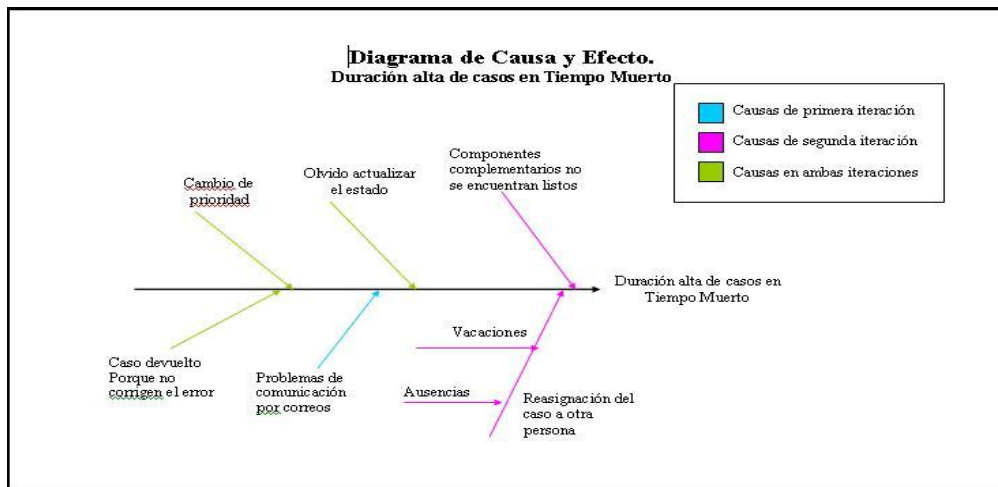 Diagrama de Causa y Efecto.
Duración alta de casos en Tiempo Muerto
Causas de primera iteración
Causas de segunda iteración
Causas en ambas iteraciones
Cambio de
prioridad
Olvido actualizar
el estado
Componentes
complementarios no
se encuentran listos
Duración alta de casos en
Tiempo Muerto
Caso devuelto
Porque no
corrigen el error
Problemas de
comunicación
por correos
Vacaciones
Ausencias
Reasignación del
caso a otra
persona